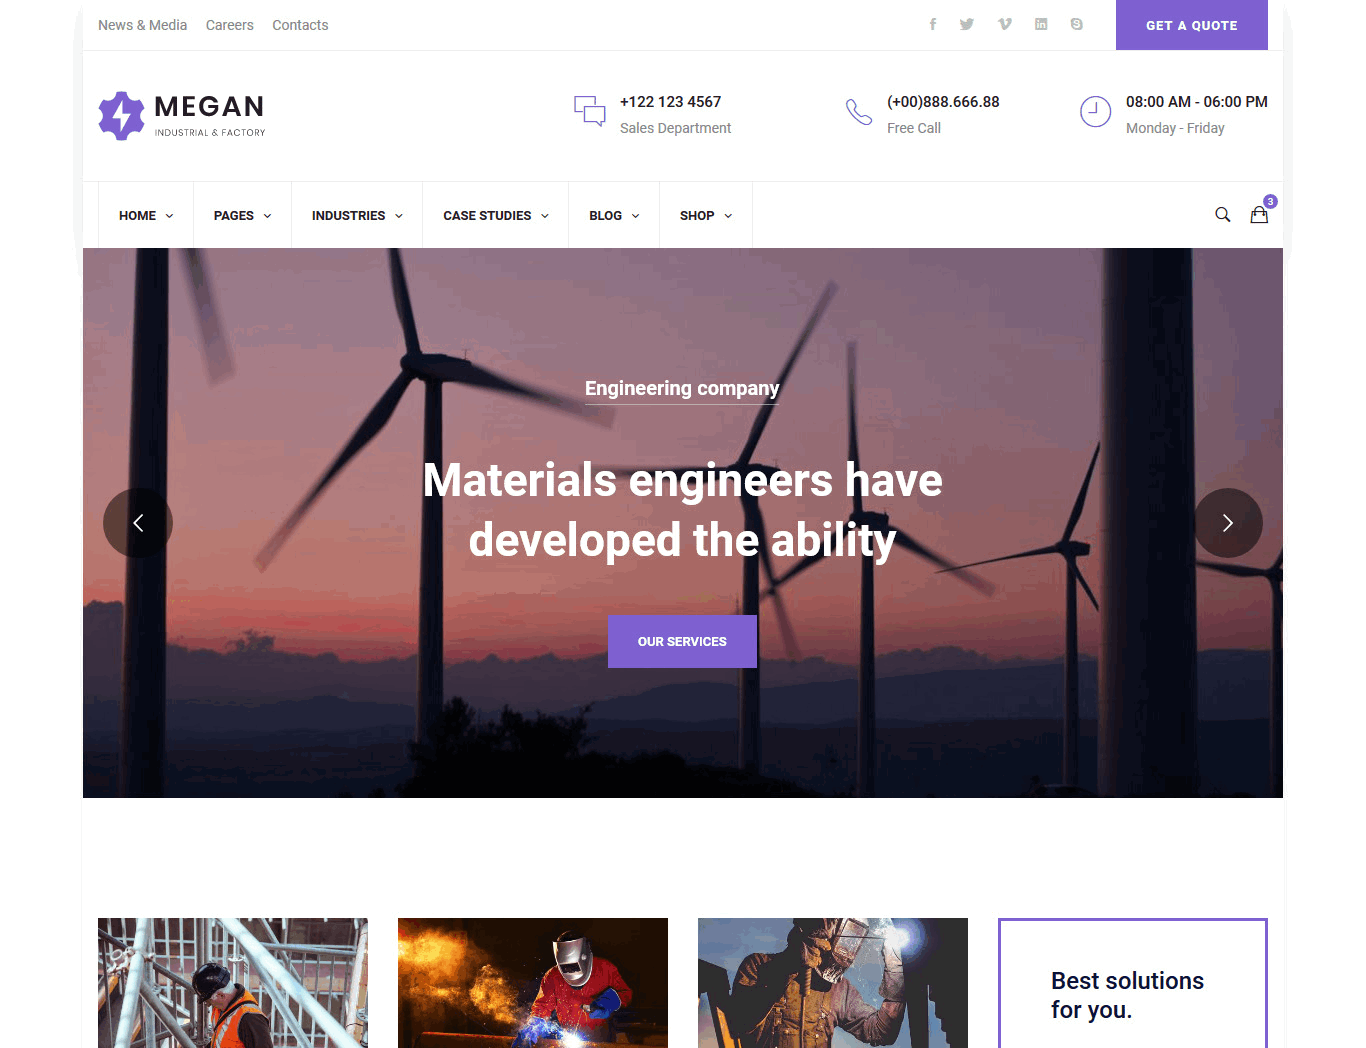 News & Media Careers Contacts
GET A QUOTE
MEGAN
INDUSTRIAL & FACTORY
+122 123 4567
Sales Department
(+00)888.666.88
Free Call
08:00 AM - 06:00 PM
Monday - Friday
HOME PAGES INDUSTRIES CASE STUDIES BLOG SHOP
3
Engineering company
Materials engineers have
developed the ability
OUR SERVICES
Best solutions
for you.